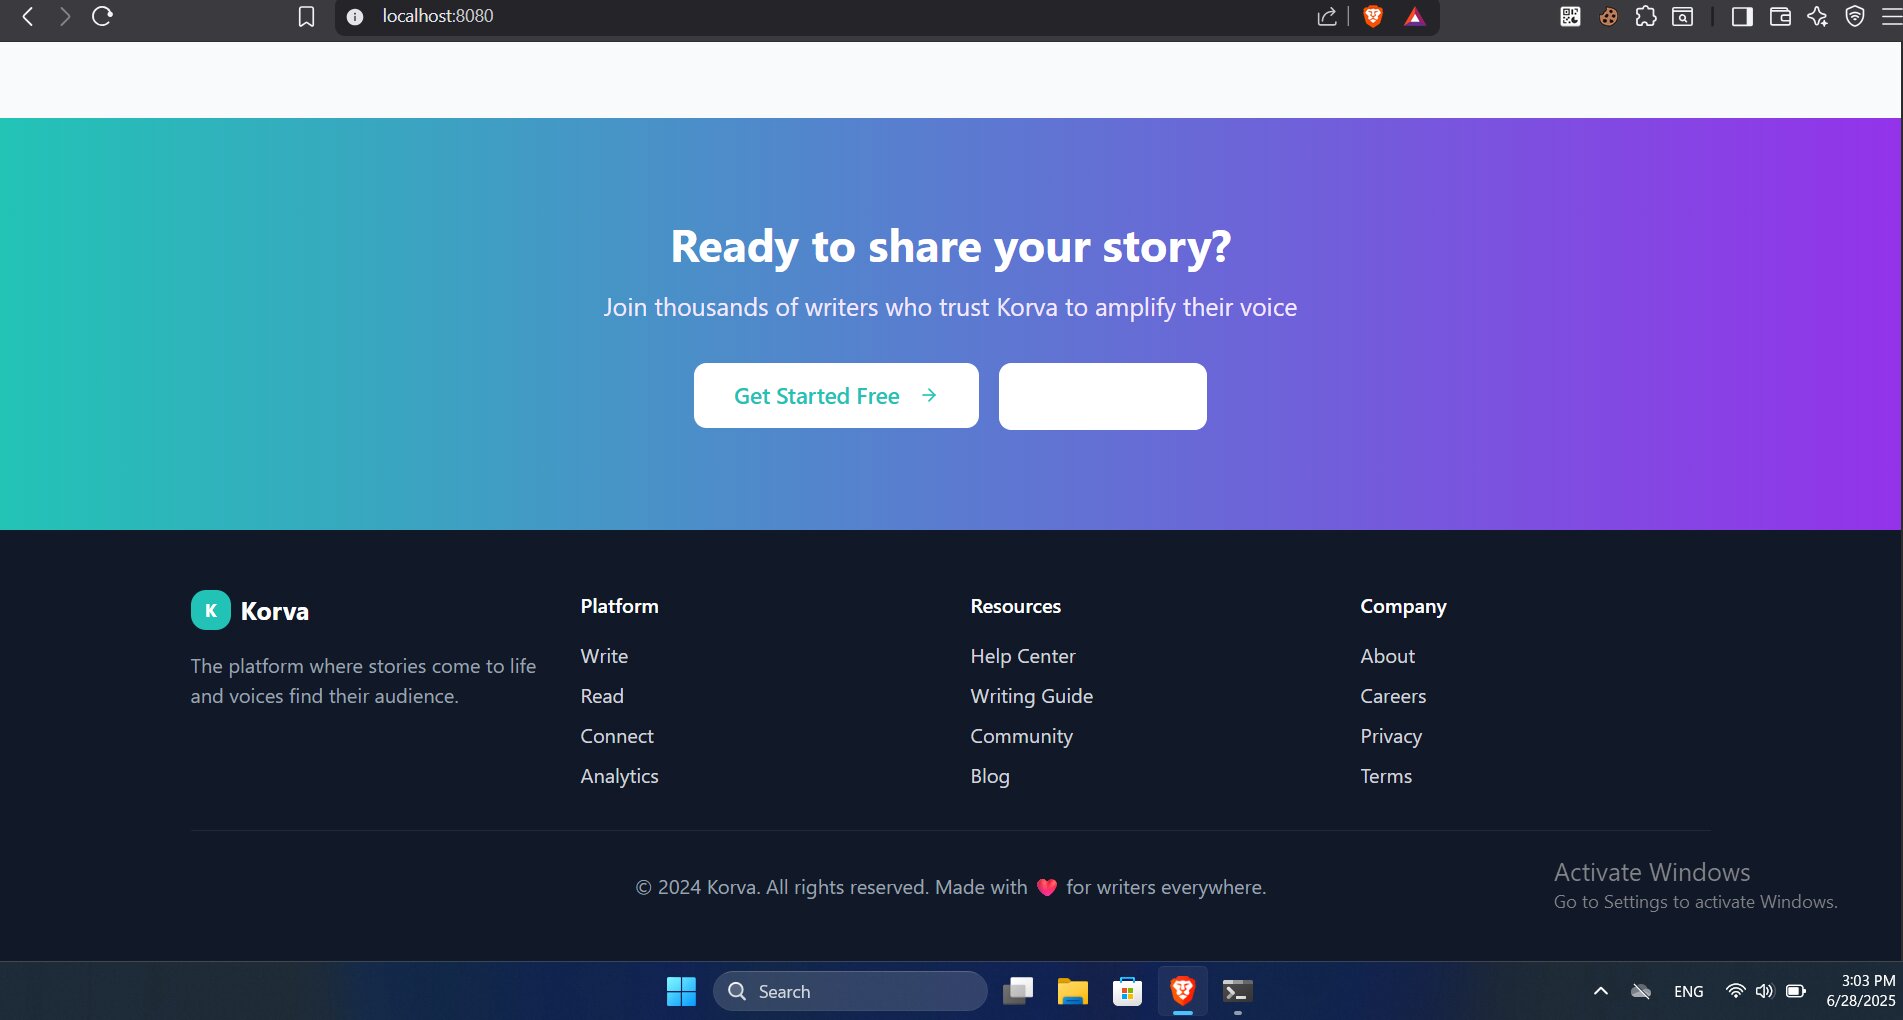 localhost:8080
Ready to share your story?
Join thousands of writers who trust Korva to amplify their voice
Get Started Free →
K Korva
The platform where stories come to life
and voices find their audience.
Platform
Write
Read
Connect
Analytics
Resources
Help Center
Writing Guide
Community
Blog
Company
About
Careers
Privacy
Terms
© 2024 Korva. All rights reserved. Made with ❤️ for writers everywhere.
Activate Windows
Go to Settings to activate Windows.
Search
ENG
3:03 PM
6/28/2025